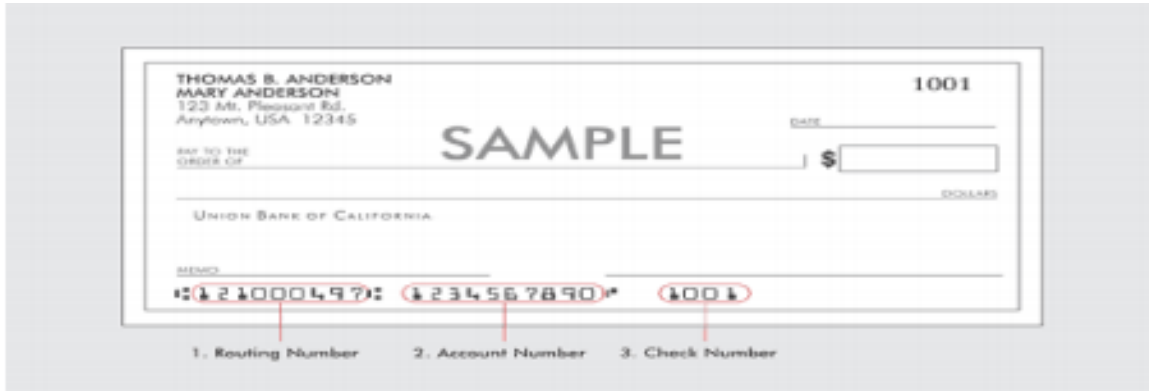 THOMAS B. ANDERSON
MARY ANDERSON
123 Mt. Pleasant Rd.
Anytown, USA 12345
1001
SAMPLE
DATE
PAY TO THE
ORDER OF
$
DOLLARS
UNION BANK OF CALIFORNIA
MEMO
⑆121000497⑆ 1234567890⑈ 1001
1. Routing Number 2. Account Number 3. Check Number